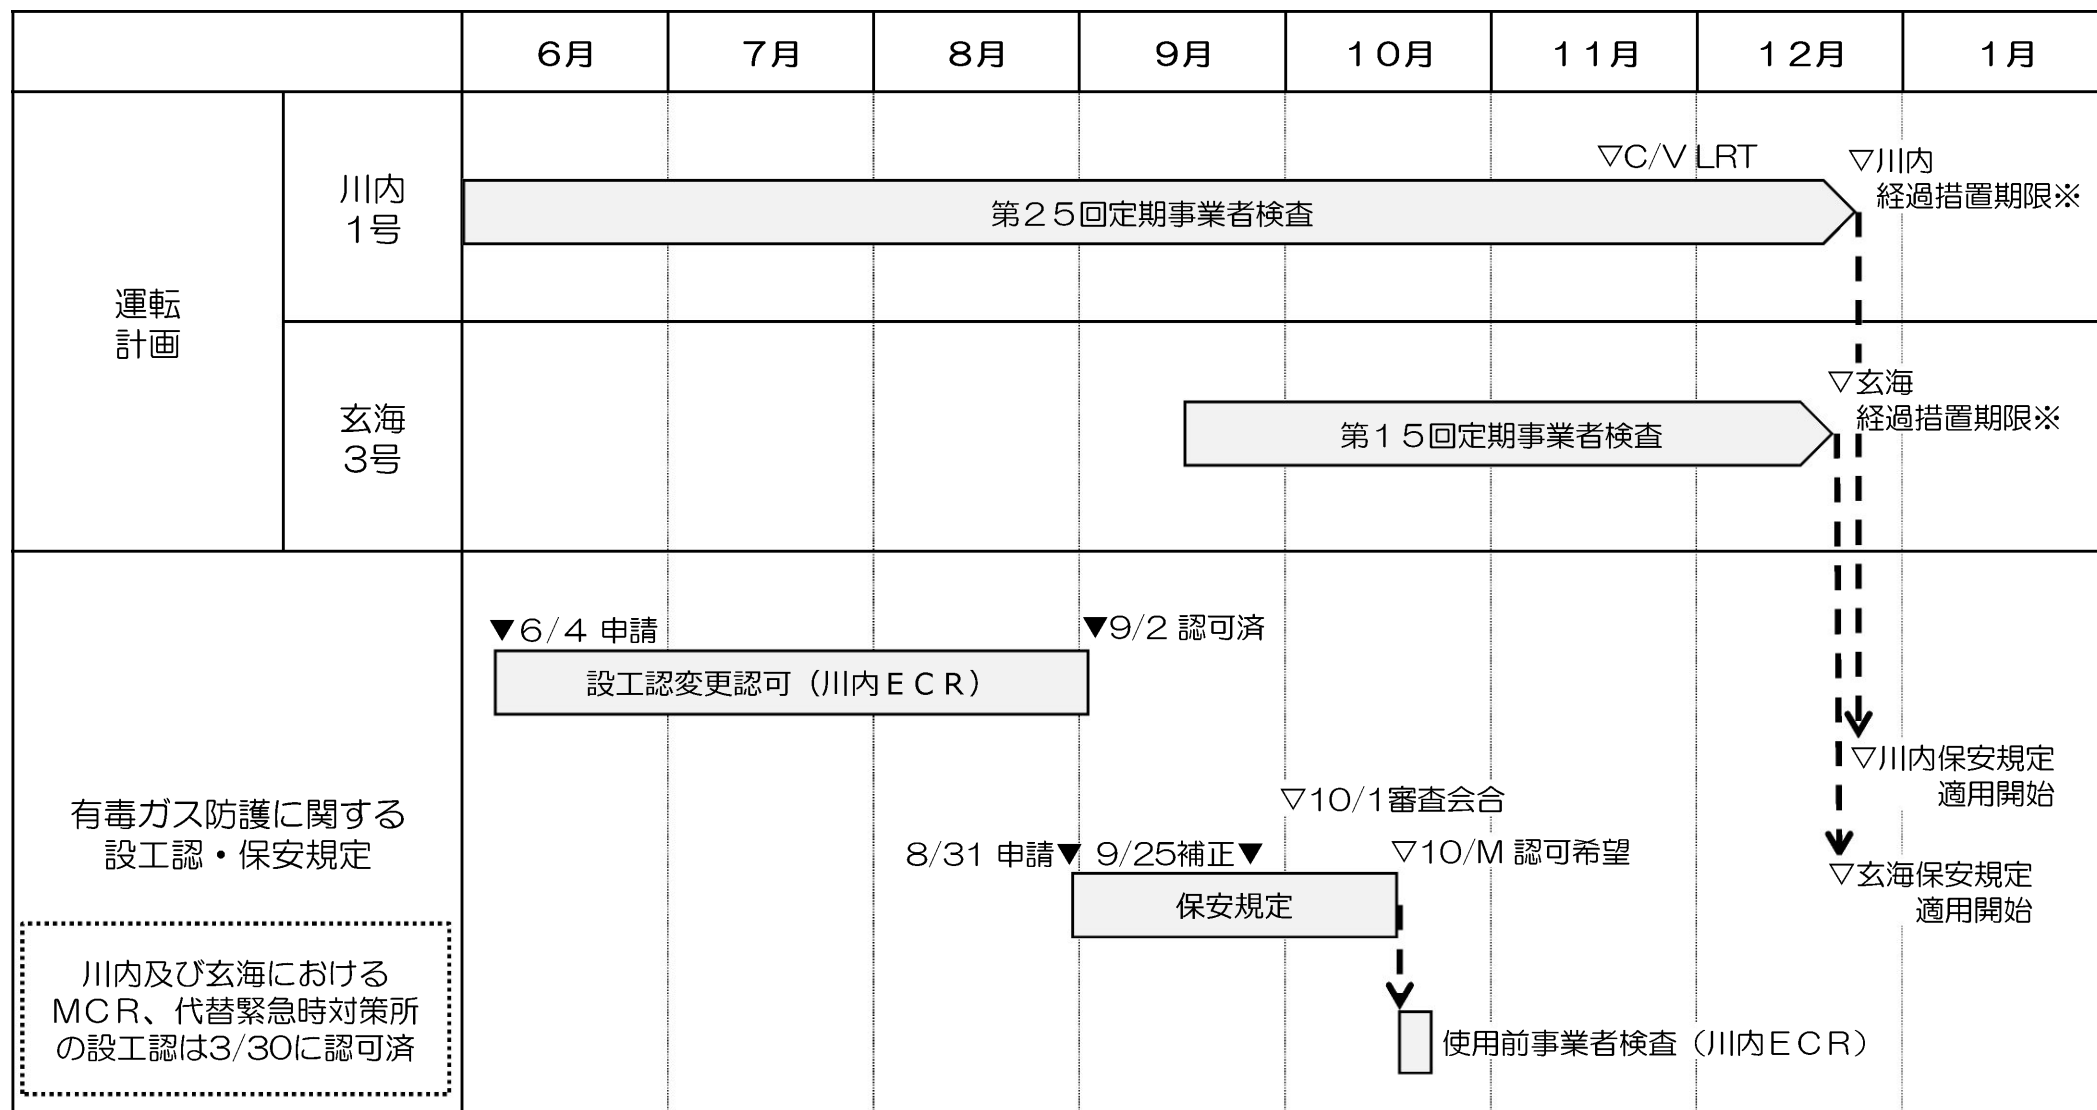 6月 7月 8月 9月 10月 11月 12月 1月
運転
計画
川内
1号
▽C/V LRT
▽川内
経過措置期限※
第25回定期事業者検査
玄海
3号
▽玄海
経過措置期限※
第15回定期事業者検査
有毒ガス防護に関する
設工認・保安規定
川内及び玄海における
MCR、代替緊急時対策所
の設工認は3/30に認可済
▼6/4 申請
▼9/2 認可済
設工認変更認可（川内ECR）
▽川内保安規定
適用開始
▽10/1審査会合
8/31 申請▼
9/25補正▼
▽10/M 認可希望
▽玄海保安規定
適用開始
保安規定
使用前事業者検査（川内ECR）